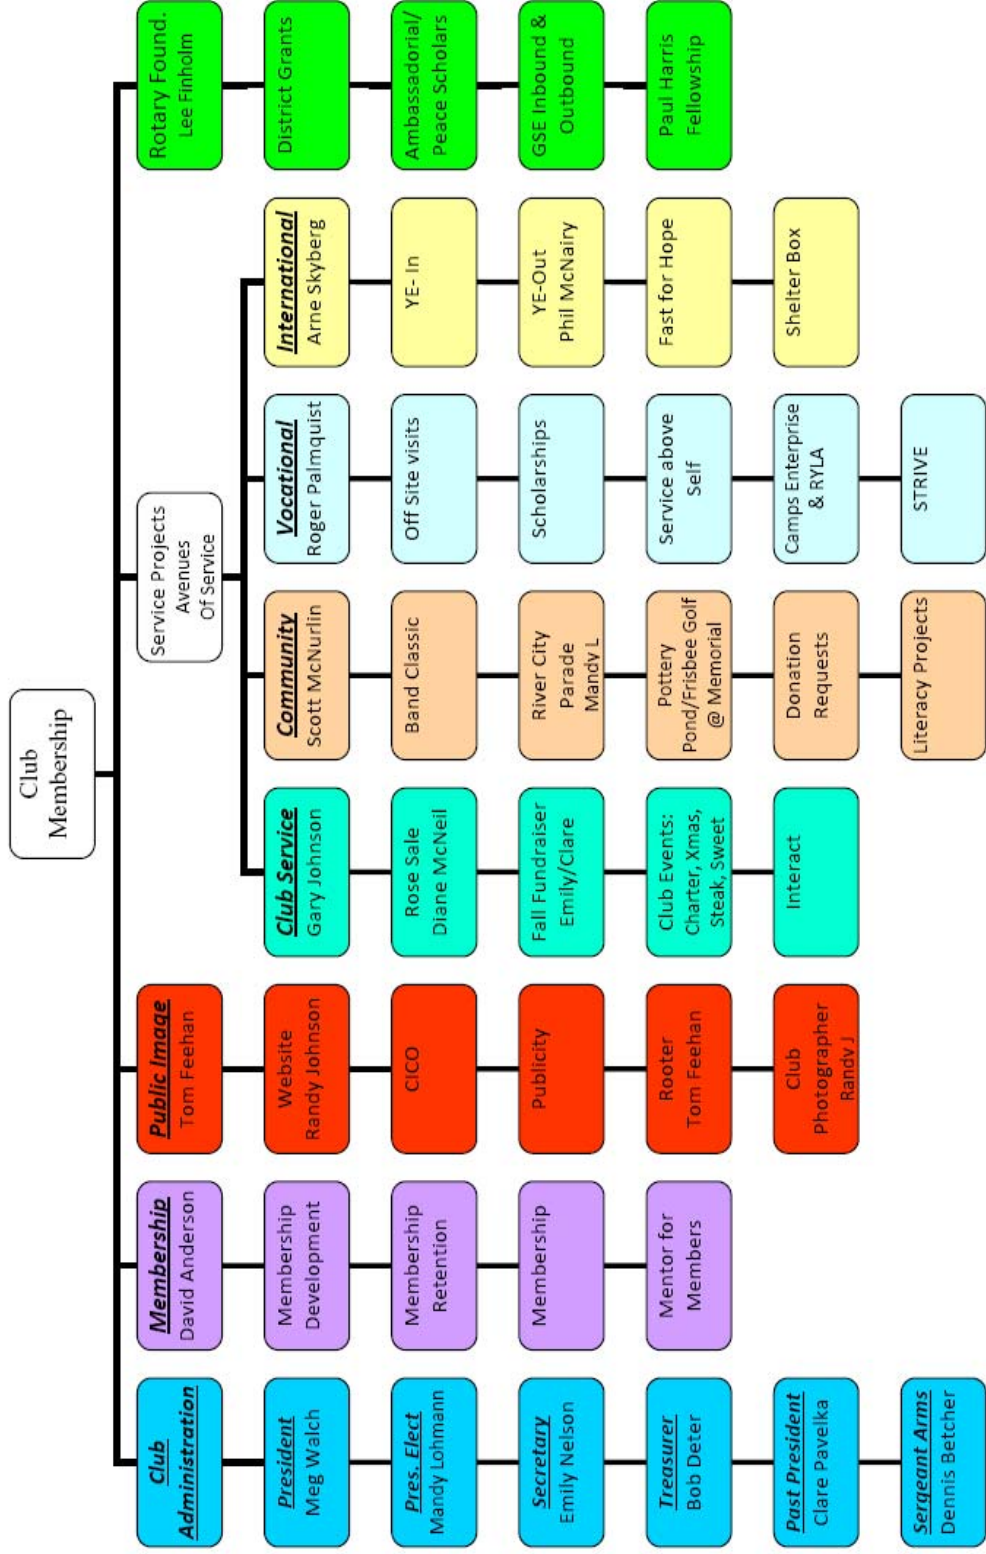 Club
Membership
Club
Administration
President
Meg Walch
Pres. Elect
Mandy Lohmann
Secretary
Emily Nelson
Treasurer
Bob Deter
Past President
Clare Pavelka
Sergeant Arms
Dennis Betcher
Membership
David Anderson
Membership
Development
Membership
Retention
Membership
Mentor for
Members
Public Image
Tom Feehan
Website
Randy Johnson
CICO
Publicity
Rooter
Tom Feehan
Club
Photographer
Randy J
Service Projects
Avenues
Of Service
Club Service
Gary Johnson
Rose Sale
Diane McNeil
Fall Fundraiser
Emily/Clare
Club Events:
Charter, Xmas,
Steak, Sweet
Interact
Community
Scott McNurlin
Band Classic
River City
Parade
Mandy L
Pottery
Pond/Frisbee Golf
@ Memorial
Donation
Requests
Literacy Projects
Vocational
Roger Palmquist
Off Site visits
Scholarships
Service above
Self
Camps Enterprise
& RYLA
STRIVE
International
Arne Skyberg
YE- In
YE-Out
Phil McNairy
Fast for Hope
Shelter Box
Rotary Found.
Lee Finholm
District Grants
Ambassadorial/
Peace Scholars
GSE Inbound &
Outbound
Paul Harris
Fellowship